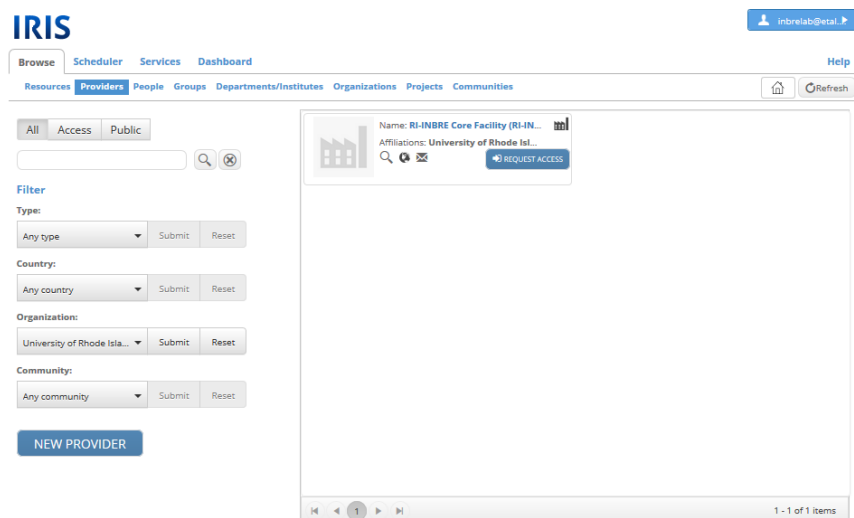 IRIS
inbrelab@etal...
Browse Scheduler Services Dashboard Help
Resources Providers People Groups Departments/Institutes Organizations Projects Communities Refresh
All Access Public
Filter
Type:
Any type Submit Reset
Country:
Any country Submit Reset
Organization:
University of Rhode Isla... Submit Reset
Community:
Any community Submit Reset
NEW PROVIDER
Name: RI-INBRE Core Facility (RI-IN...
Affiliations: University of Rhode Isl...
REQUEST ACCESS
1
1 - 1 of 1 items